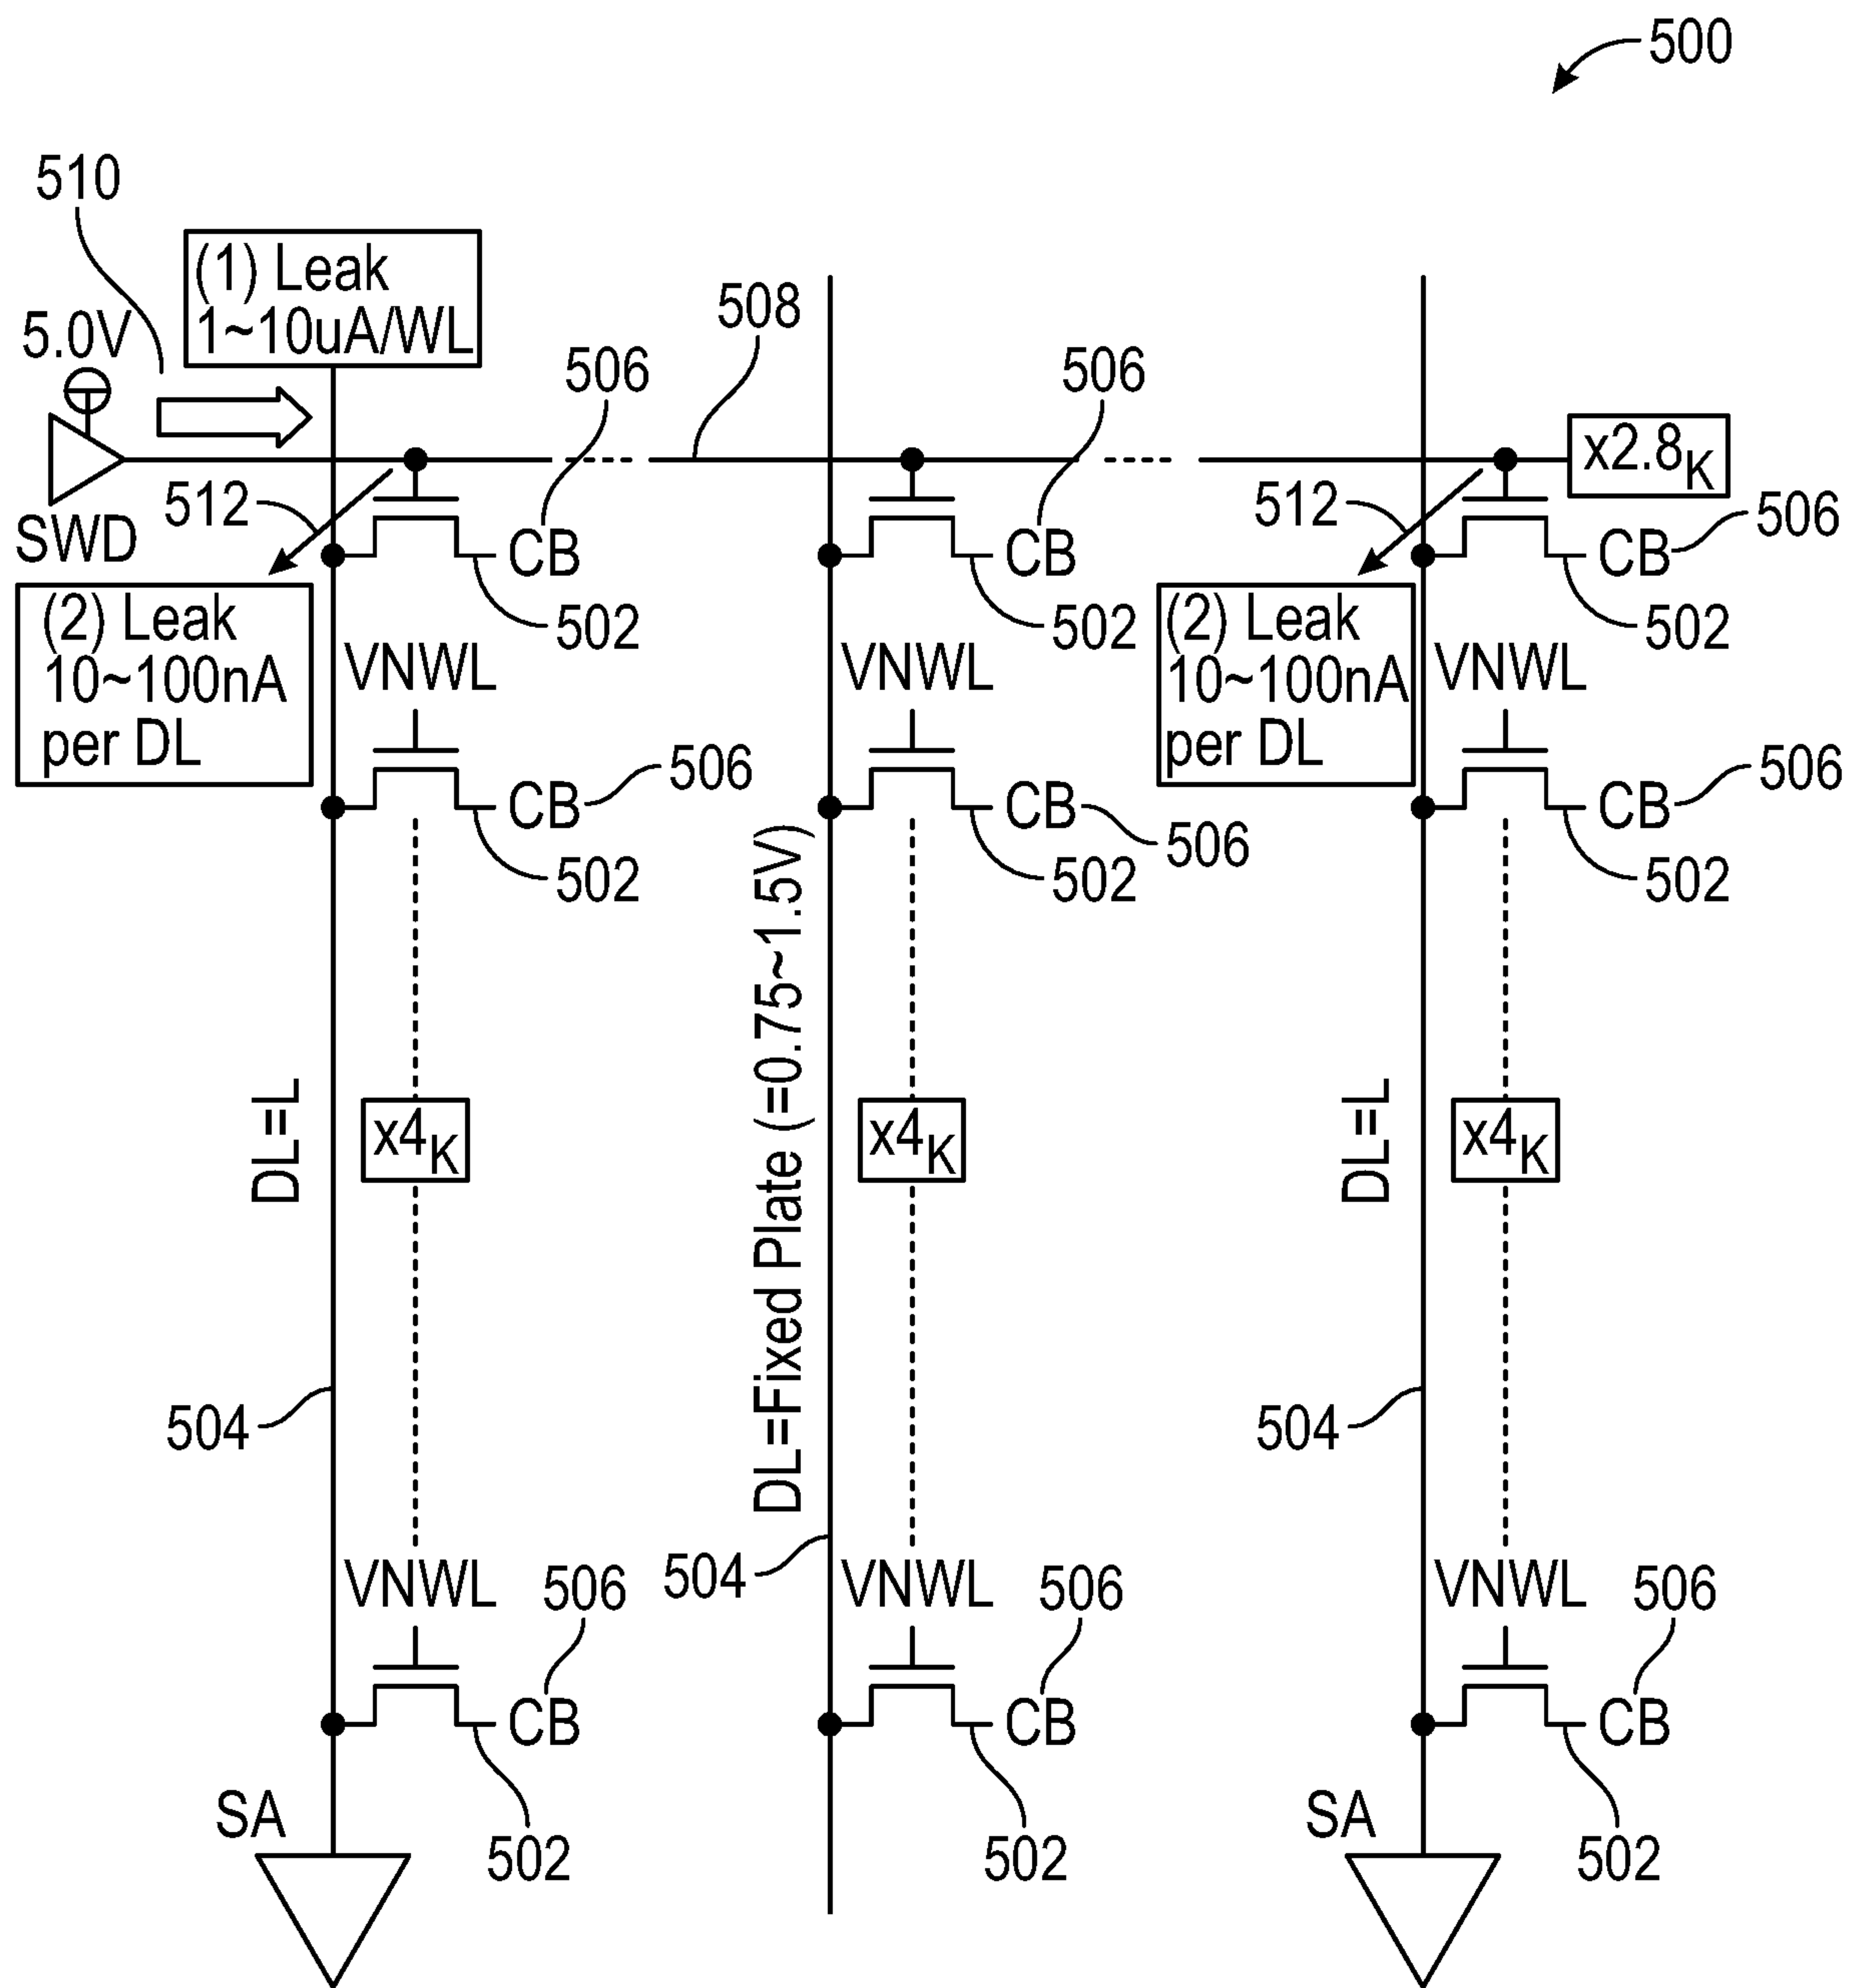 500
510
(1) Leak
1~10uA/WL
5.0V
508
506
506
x2.8K
512
512
506
SWD
CB
CB
CB
502
502
502
(2) Leak
10~100nA
per DL
(2) Leak
10~100nA
per DL
VNWL
VNWL
VNWL
506
506
CB
CB
CB
506
502
502
502
DL=L
DL=Fixed Plate (=0.75~1.5V)
DL=L
x4K
x4K
x4K
504
504
504
VNWL
VNWL
VNWL
506
506
506
CB
CB
CB
SA
SA
502
502
502